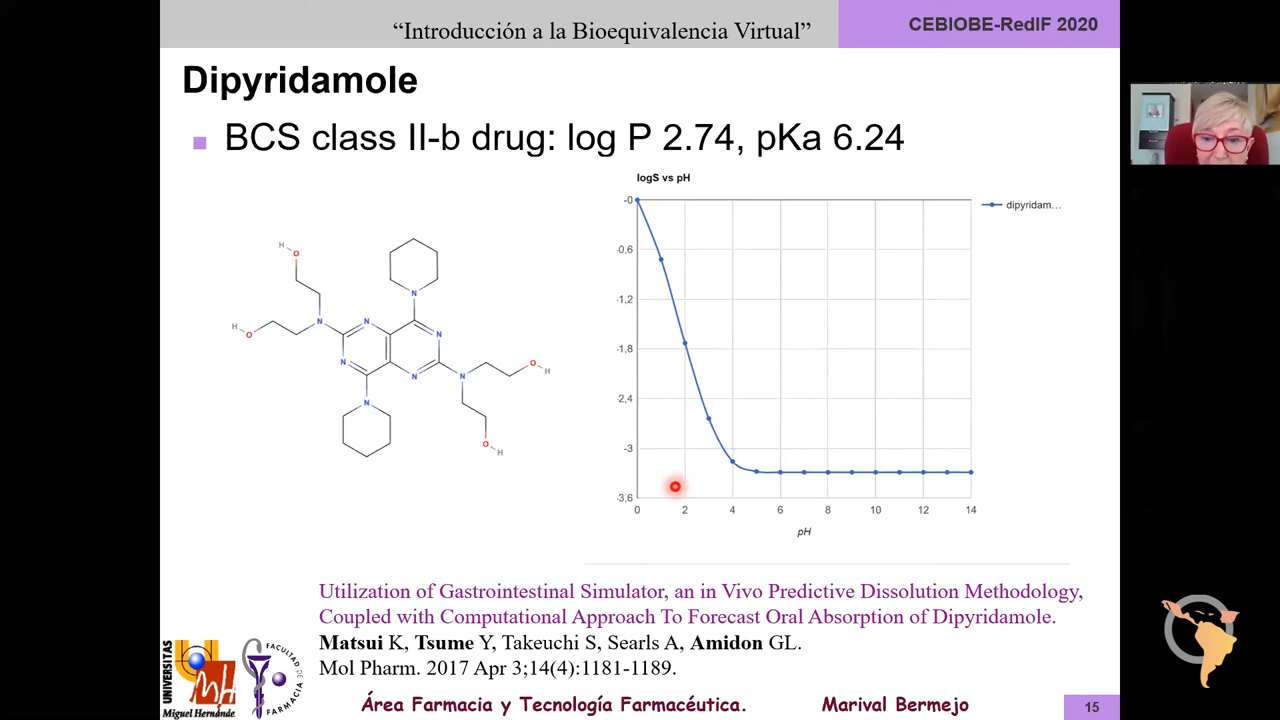 “Introducción a la Bioequivalencia Virtual”
CEBIOBE-RedIF 2020
Dipyridamole
BCS class II-b drug: log P 2.74, pKa 6.24
logS vs pH
-0
-0.6
-1,2
-1.8
-2,4
-3
-3,6
0 2 4 6 8 10 12 14
pH
dipyridam...
H O
H O
N N N N N N N N
O H
O H
Utilization of Gastrointestinal Simulator, an in Vivo Predictive Dissolution Methodology,
Coupled with Computational Approach To Forecast Oral Absorption of Dipyridamole.
Matsui K, Tsume Y, Takeuchi S, Searls A, Amidon GL.
Mol Pharm. 2017 Apr 3;14(4):1181-1189.
UNIVERSITAS
Miguel Hernández
FACULTAD DE FARMACIA
Área Farmacia y Tecnología Farmacéutica.
Marival Bermejo
15